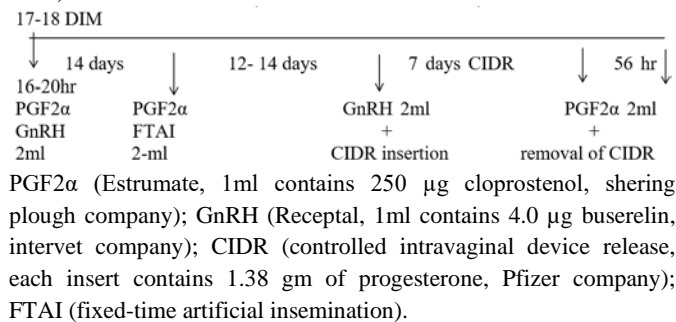 17-18 DIM
14 days 12- 14 days 7 days CIDR 56 hr
16-20hr
PGF2α PGF2α GnRH 2ml PGF2α 2ml
GnRH FTAI + +
2ml 2-ml CIDR insertion removal of CIDR
PGF2α (Estrumate, 1ml contains 250 µg cloprostenol, shering
plough company); GnRH (Receptal, 1ml contains 4.0 µg buserelin,
intervet company); CIDR (controlled intravaginal device release,
each insert contains 1.38 gm of progesterone, Pfizer company);
FTAI (fixed-time artificial insemination).